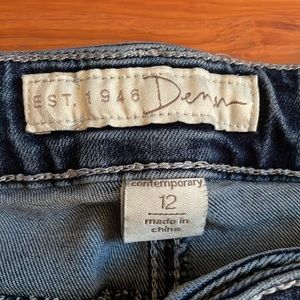 EST. 1946 Denim
contemporary
12
made in
china